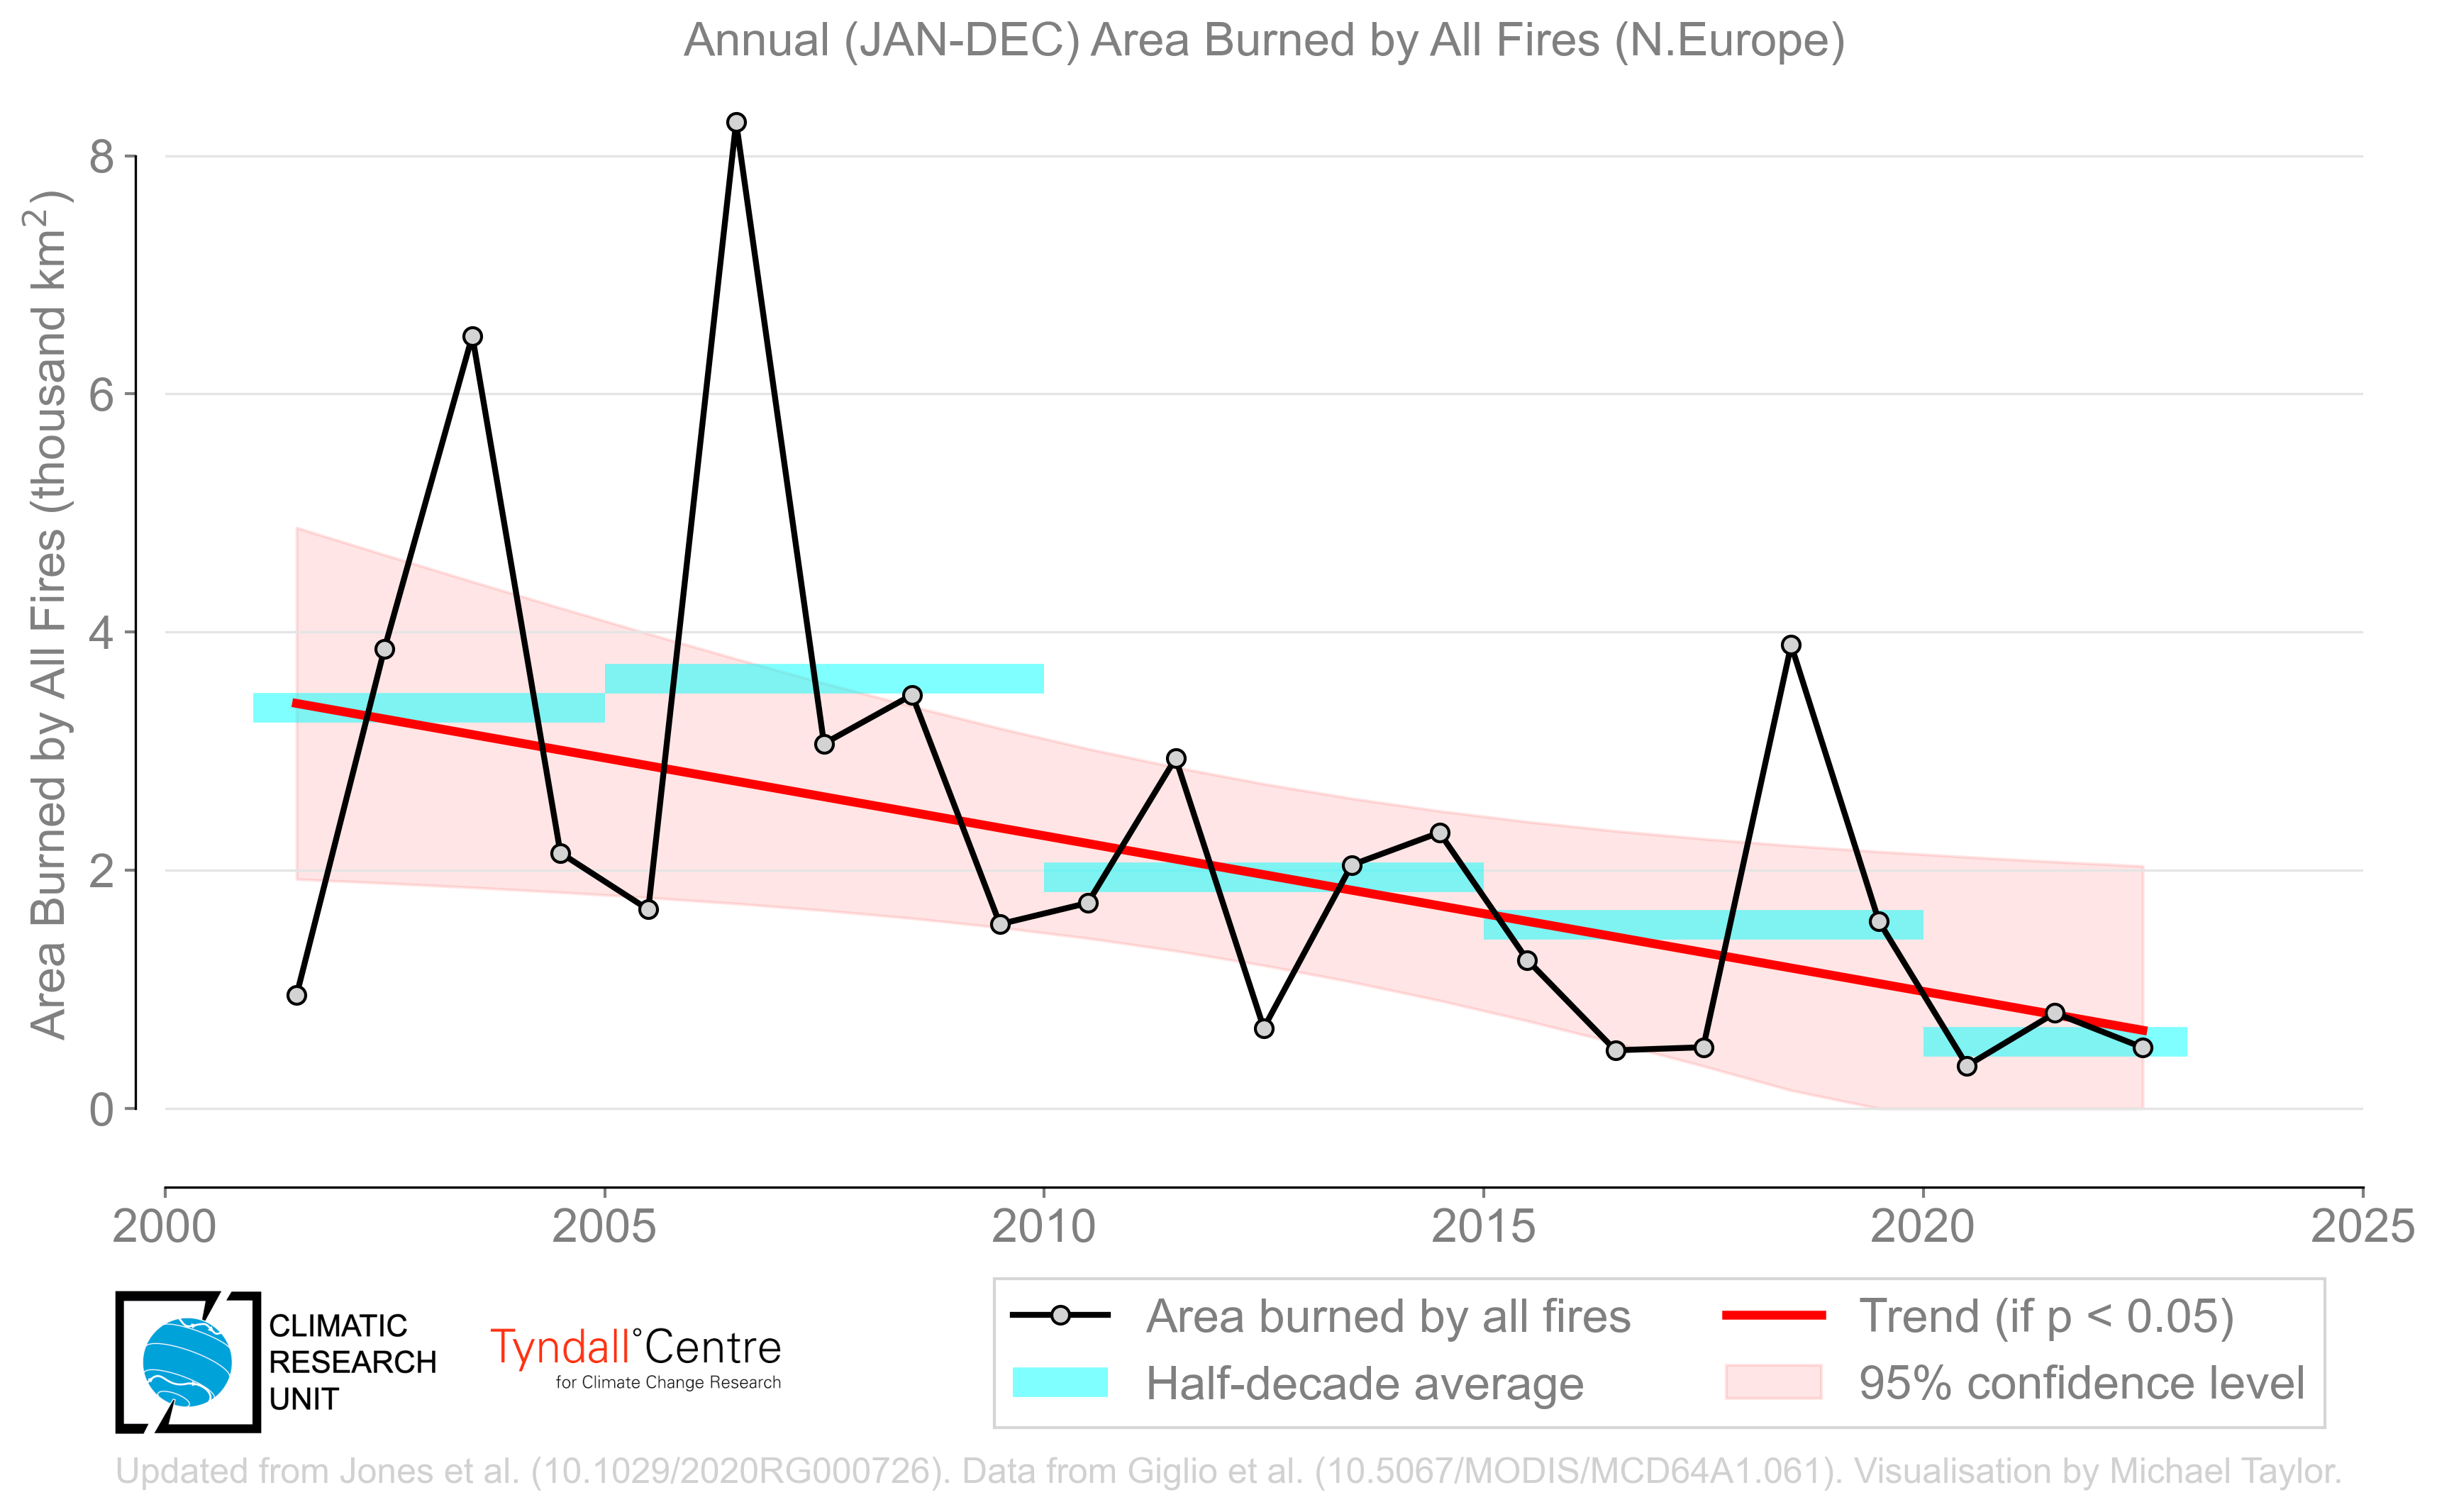 Annual (JAN-DEC) Area Burned by All Fires (N.Europe)
Area Burned by All Fires (thousand km²)
8
6
4
2
0
2000 2005 2010 2015 2020 2025
CLIMATIC
RESEARCH
UNIT
Tyndall°Centre
for Climate Change Research
Area burned by all fires
Half-decade average
Trend (if p < 0.05)
95% confidence level
Updated from Jones et al. (10.1029/2020RG000726). Data from Giglio et al. (10.5067/MODIS/MCD64A1.061). Visualisation by Michael Taylor.